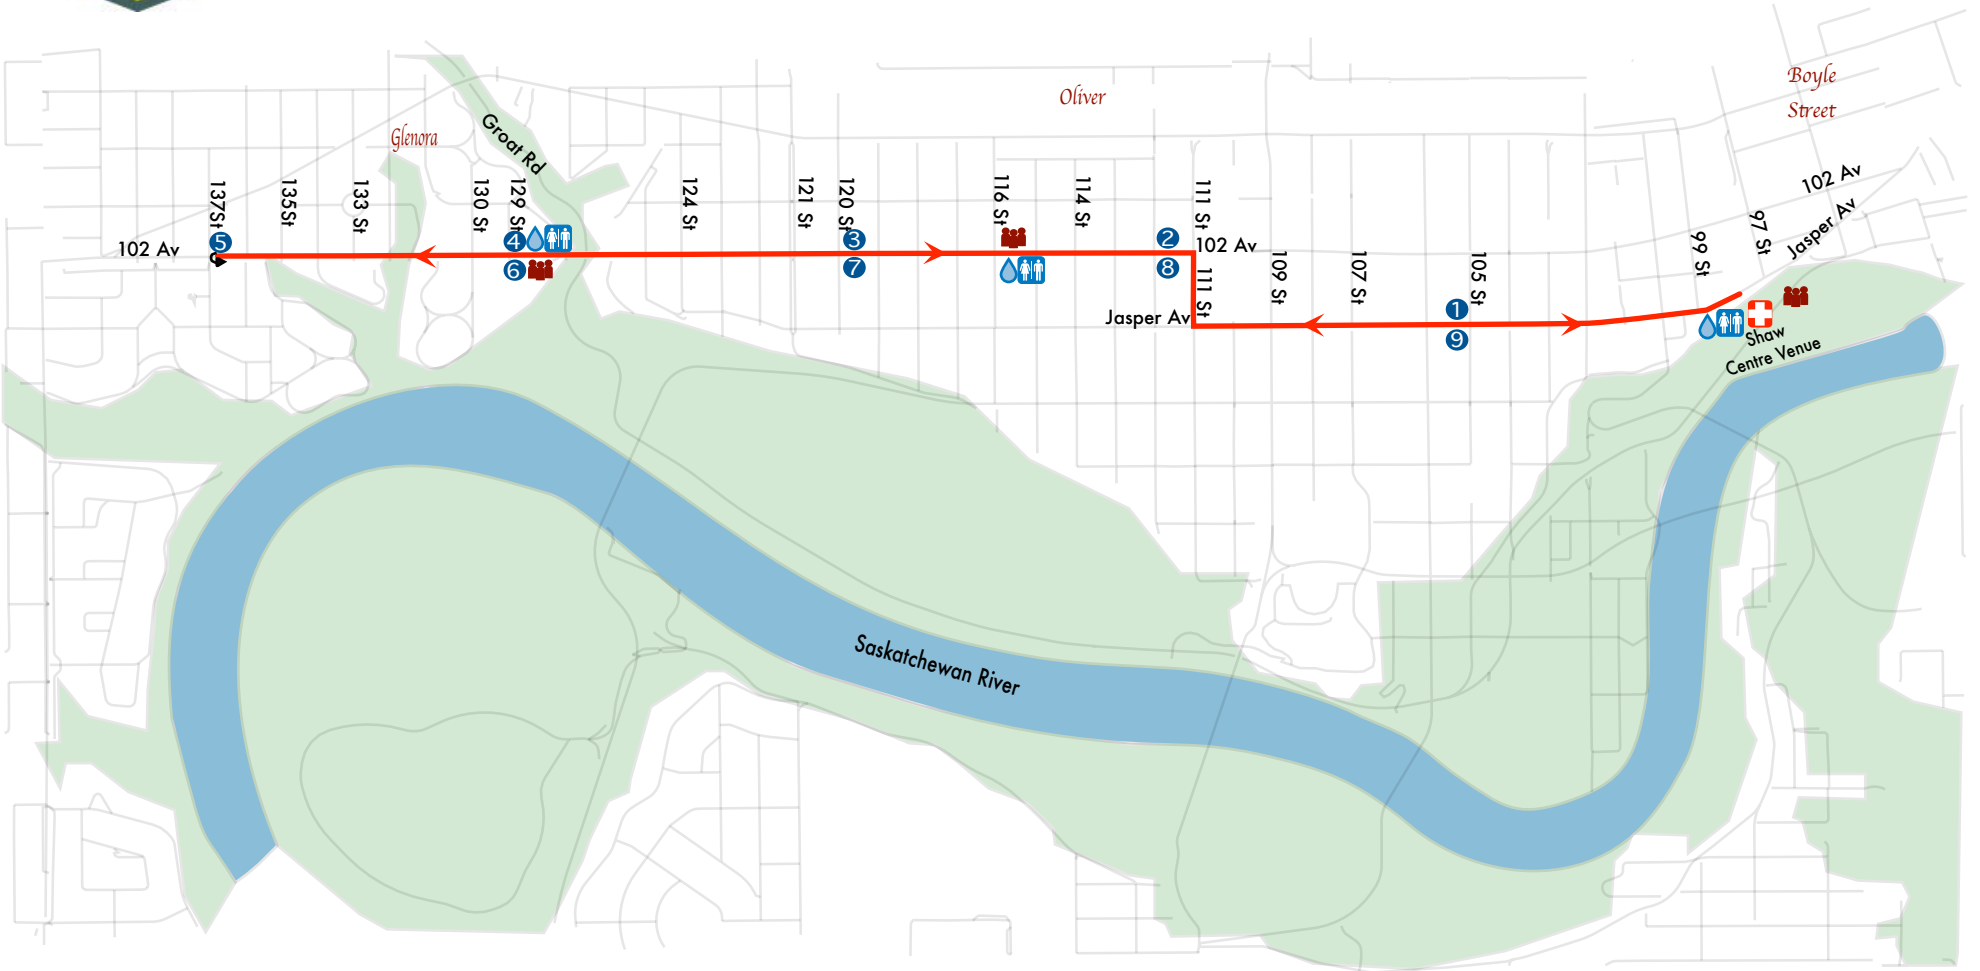 Boyle
Street
Oliver
Glenora
Groat Rd
137St
135St
133 St
130 St
129 St
124 St
121 St
120 St
116 St
114 St
111 St
102 Av
97 St
Jasper Av
99 St
102 Av
5
4
3
2
102 Av
6
7
8
111 St
109 St
107 St
105 St
Jasper Av
1
9
Shaw
Centre Venue
Saskatchewan River